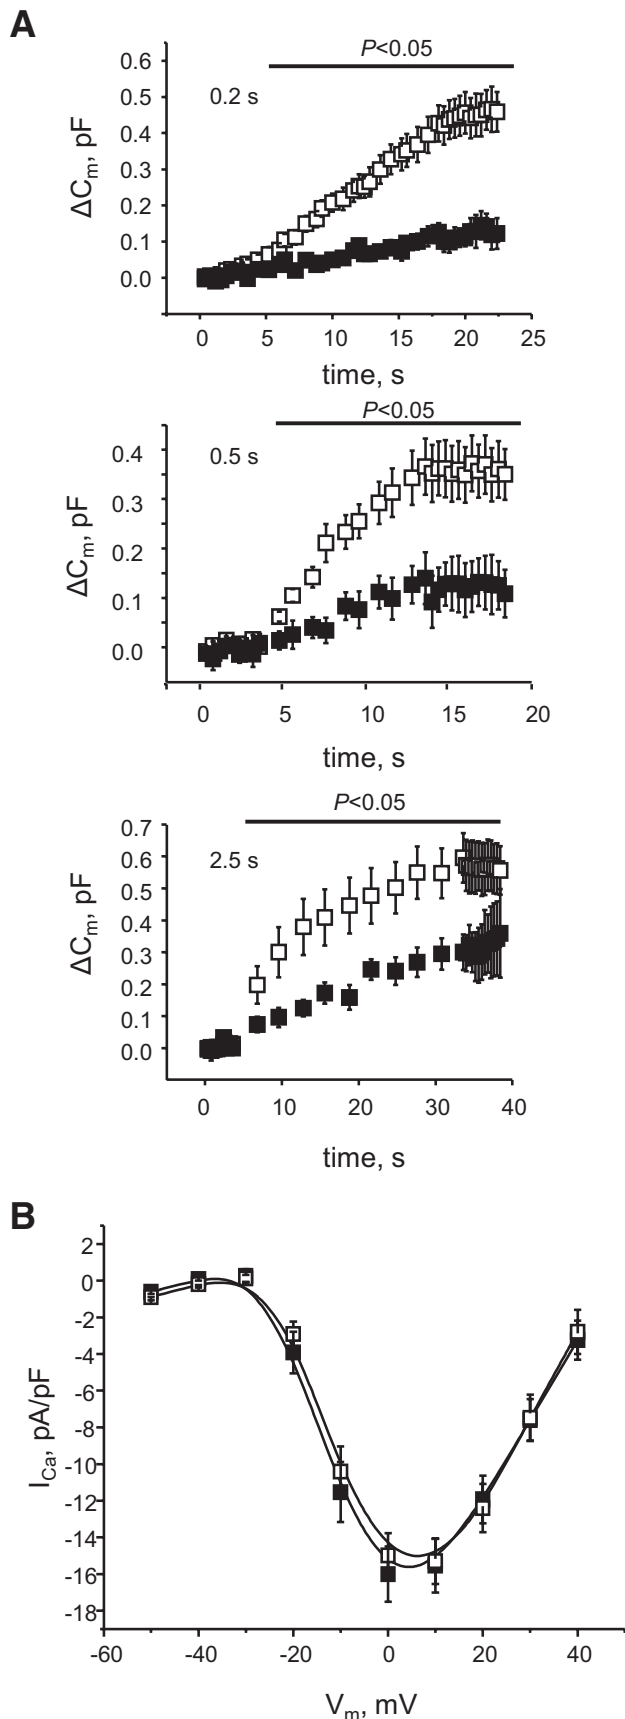 A
P<0.05
0.2 s
0.6
0.5
0.4
0.3
0.2
0.1
0.0
ΔCm, pF
0 5 10 15 20 25
time, s
P<0.05
0.5 s
0.4
0.3
0.2
0.1
0.0
ΔCm, pF
0 5 10 15 20
time, s
P<0.05
2.5 s
0.7
0.6
0.5
0.4
0.3
0.2
0.1
0.0
ΔCm, pF
0 10 20 30 40
time, s
B
2
0
-2
-4
-6
-8
-10
-12
-14
-16
-18
ICa, pA/pF
-60 -40 -20 0 20 40
Vm, mV